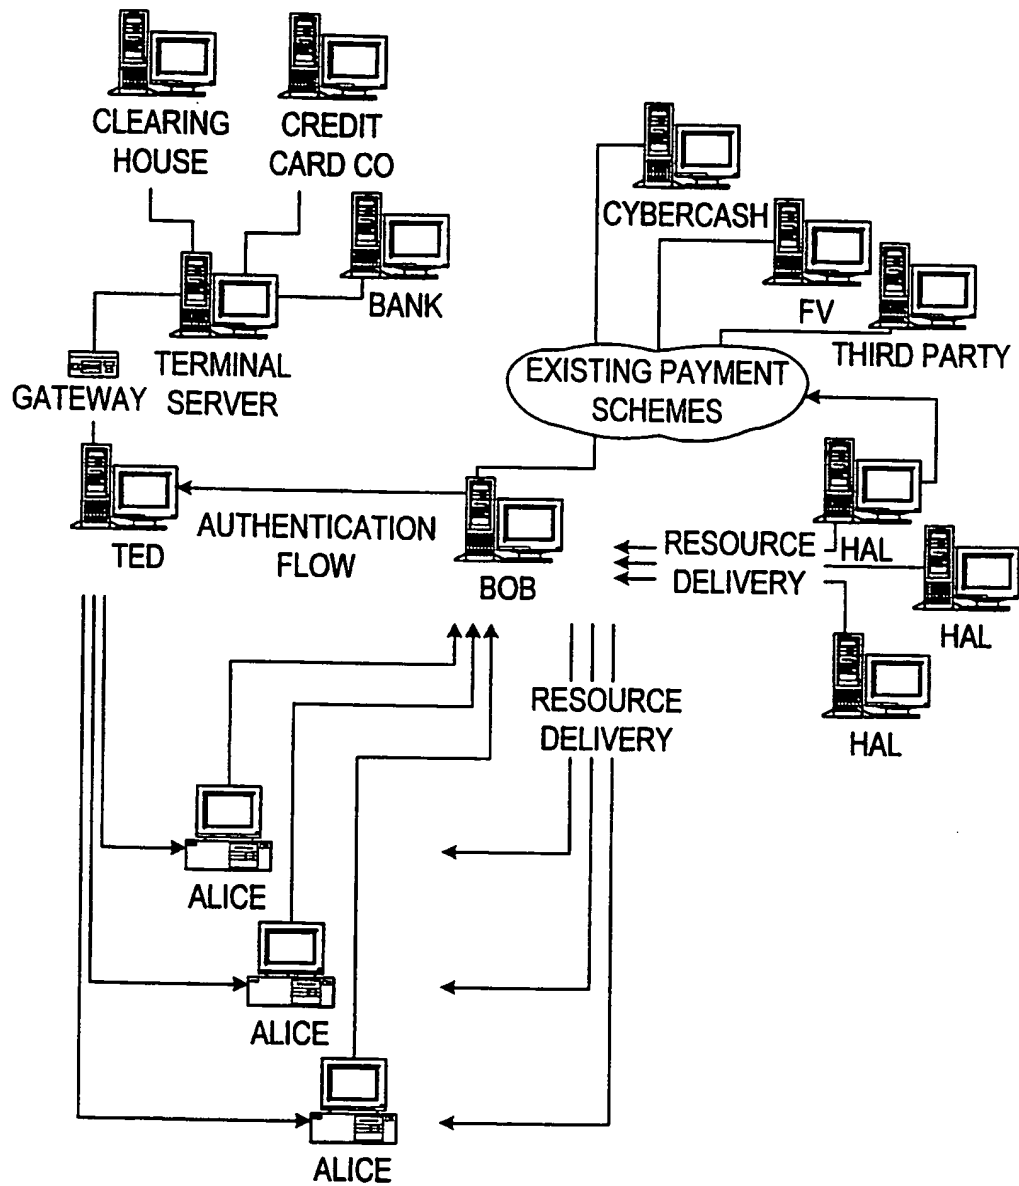 CLEARING
HOUSE
CREDIT
CARD CO
BANK
CYBERCASH
FV
THIRD PARTY
TERMINAL
SERVER
GATEWAY
EXISTING PAYMENT
SCHEMES
TED
AUTHENTICATION
FLOW
BOB
RESOURCE
DELIVERY
HAL
HAL
HAL
RESOURCE
DELIVERY
ALICE
ALICE
ALICE